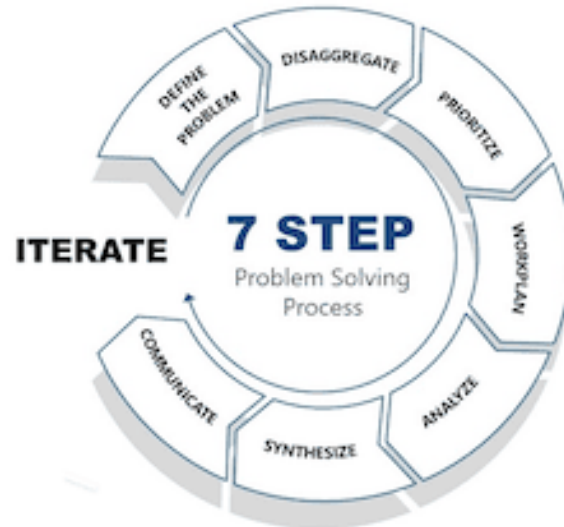 DEFINE
THE
PROBLEM
DISAGGREGATE
PRIORITIZE
WORKPLAN
ANALYZE
SYNTHESIZE
COMMUNICATE
ITERATE
7 STEP
Problem Solving
Process